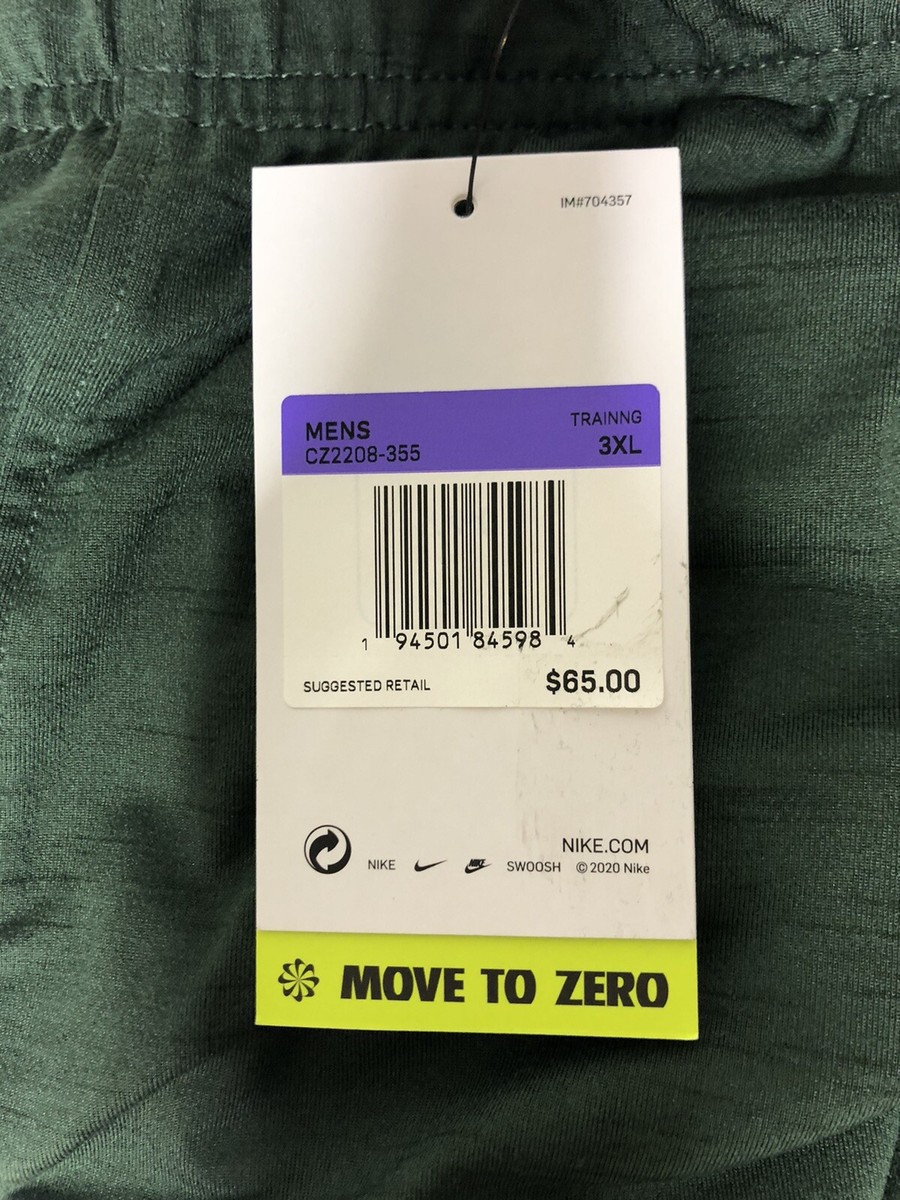 IM#704357
MENS
TRAINNG
CZ2208-355
3XL
1 94501 84598 4
SUGGESTED RETAIL $65.00
NIKE.COM
NIKE NIKE SWOOSH ©2020 Nike
MOVE TO ZERO